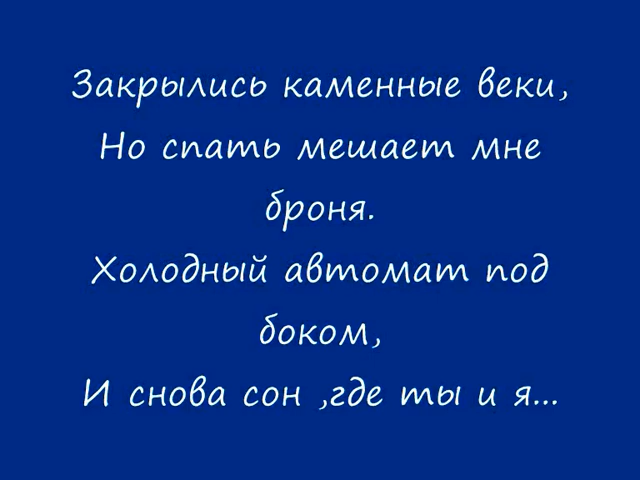 Закрылись каменные веки,
Но спать мешает мне
броня.
Холодный автомат под
боком,
И снова сон ,где ты и я...